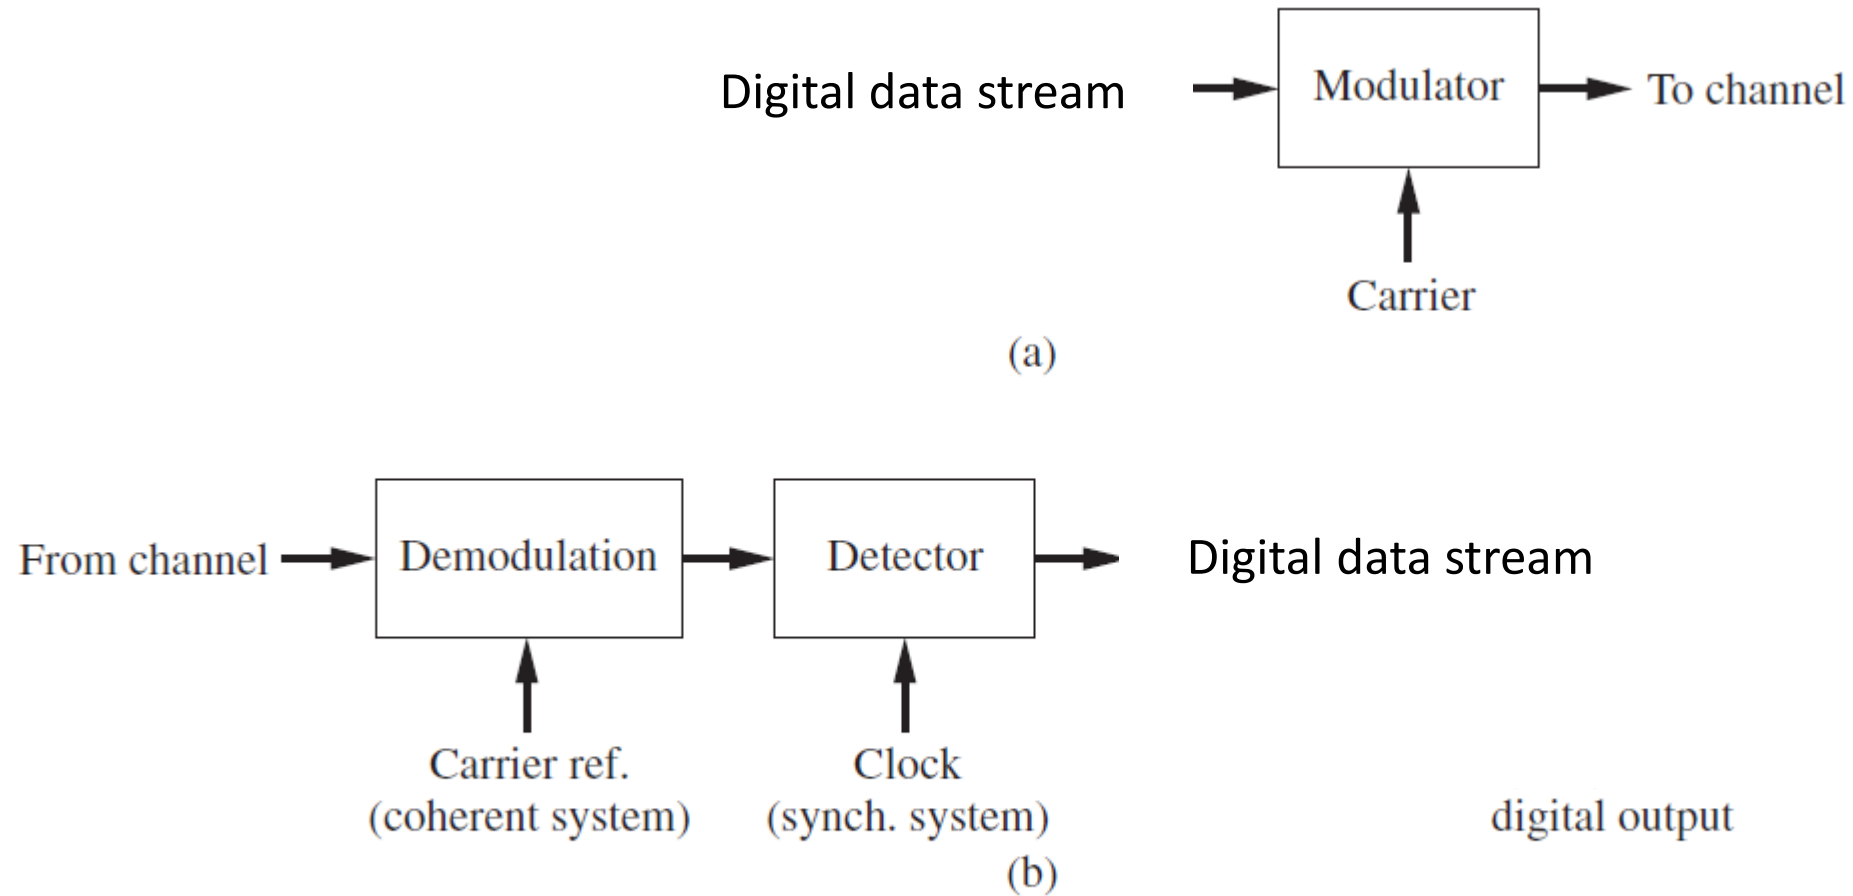 Digital data stream
Modulator
To channel
Carrier
(a)
From channel
Demodulation
Detector
Digital data stream
Carrier ref.
(coherent system)
Clock
(synch. system)
digital output
(b)